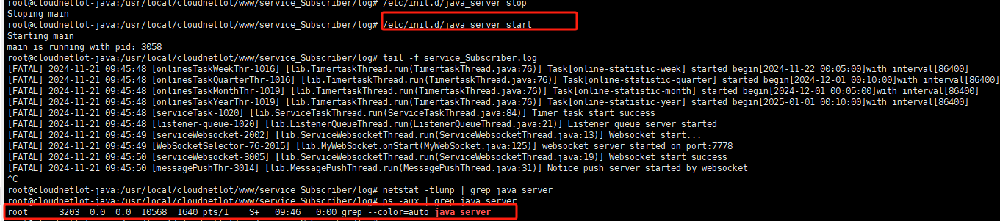 root@cloudnetlot-java:/usr/local/cloudnetlot/www/service_Subscriber/log# /etc/init.d/java_server stop
Stoping main
root@cloudnetlot-java:/usr/local/cloudnetlot/www/service_Subscriber/log# /etc/init.d/java_server start
Starting main
main is running with pid: 3058
root@cloudnetlot-java:/usr/local/cloudnetlot/www/service_Subscriber/log# tail -f service_Subscriber.log
[FATAL] 2024-11-21 09:45:48 [onlinesTaskWeekThr-1016] [lib.TimertaskThread.run(TimertaskThread.java:76)] Task[online-statistic-week] started begin[2024-11-22 00:05:00]with interval[86400]
[FATAL] 2024-11-21 09:45:48 [onlinesTaskQuarterThr-1016] [lib.TimertaskThread.run(TimertaskThread.java:76)] Task[online-statistic-quarter] started begin[2024-12-01 00:10:00]with interval[86400]
[FATAL] 2024-11-21 09:45:48 [onlinesTaskMonthThr-1019] [lib.TimertaskThread.run(TimertaskThread.java:76)] Task[online-statistic-month] started begin[2024-12-01 00:05:00]with interval[86400]
[FATAL] 2024-11-21 09:45:48 [onlinesTaskYearThr-1019] [lib.TimertaskThread.run(TimertaskThread.java:76)] Task[online-statistic-year] started begin[2025-01-01 00:10:00]with interval[86400]
[FATAL] 2024-11-21 09:45:48 [serviceTask-1020] [lib.ServiceTaskThread.run(ServiceTaskThread.java:84)] Timer task start success
[FATAL] 2024-11-21 09:45:48 [listener-queue-1020] [lib.ListenerQueueThread.run(ListenerQueueThread.java:21)] Listener queue server started
[FATAL] 2024-11-21 09:45:49 [serviceWebsocket-2002] [lib.ServiceWebsocketThread.run(ServiceWebsocketThread.java:13)] Websocket start...
[FATAL] 2024-11-21 09:45:49 [WebSocketSelector-76-2015] [lib.MyWebSocket.onStart(MyWebSocket.java:125)] websocket server started on port:7778
[FATAL] 2024-11-21 09:45:50 [serviceWebsocket-3005] [lib.ServiceWebsocketThread.run(ServiceWebsocketThread.java:19)] Websocket start success
[FATAL] 2024-11-21 09:45:50 [messagePushThr-3014] [lib.MessagePushThread.run(MessagePushThread.java:31)] Notice push server started by websocket
^C
root@cloudnetlot-java:/usr/local/cloudnetlot/www/service_Subscriber/log# netstat -tlunp | grep java_server
root@cloudnetlot-java:/usr/local/cloudnetlot/www/service_Subscriber/log# ps -aux | grep java_server
root 3203 0.0 0.0 10568 1640 pts/1 S+ 09:46 0:00 grep --color=auto java_server